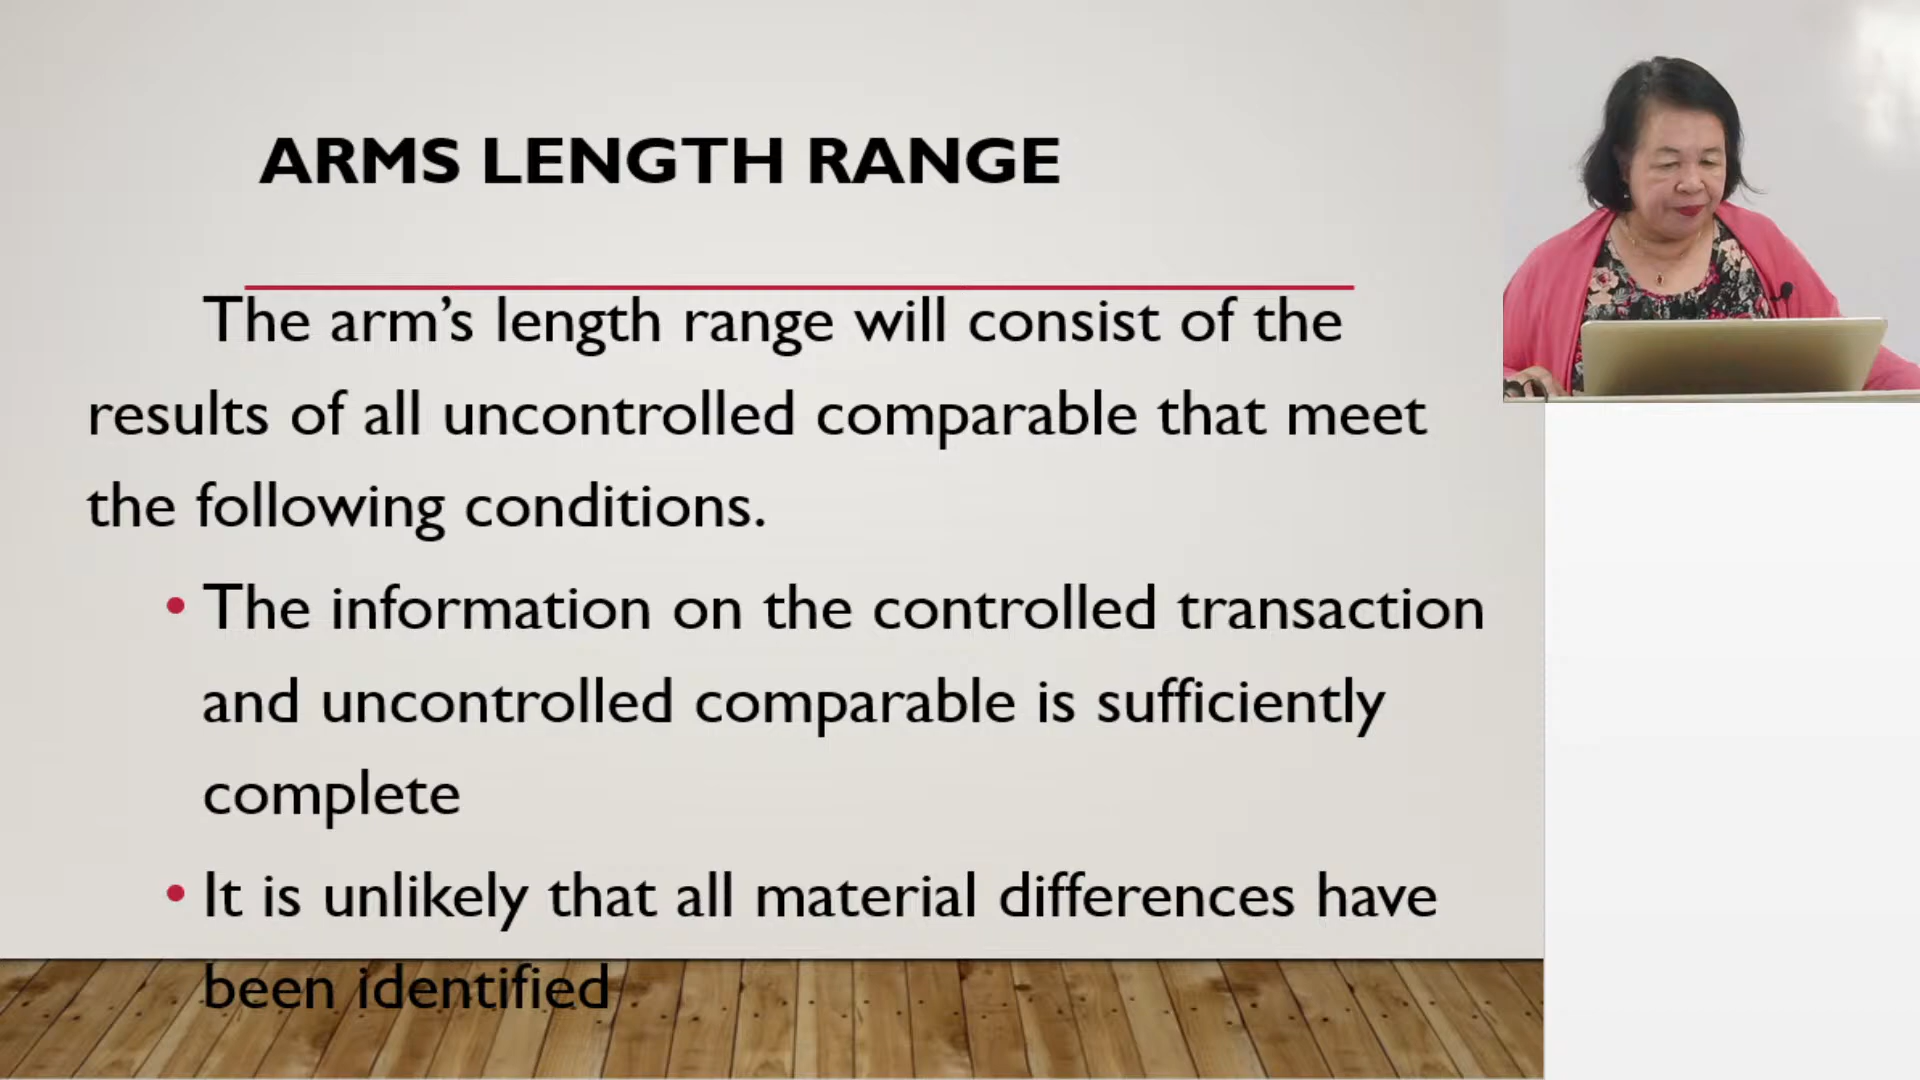 ARMS LENGTH RANGE
The arm’s length range will consist of the
results of all uncontrolled comparable that meet
the following conditions.
• The information on the controlled transaction
and uncontrolled comparable is sufficiently
complete
• It is unlikely that all material differences have
been identified